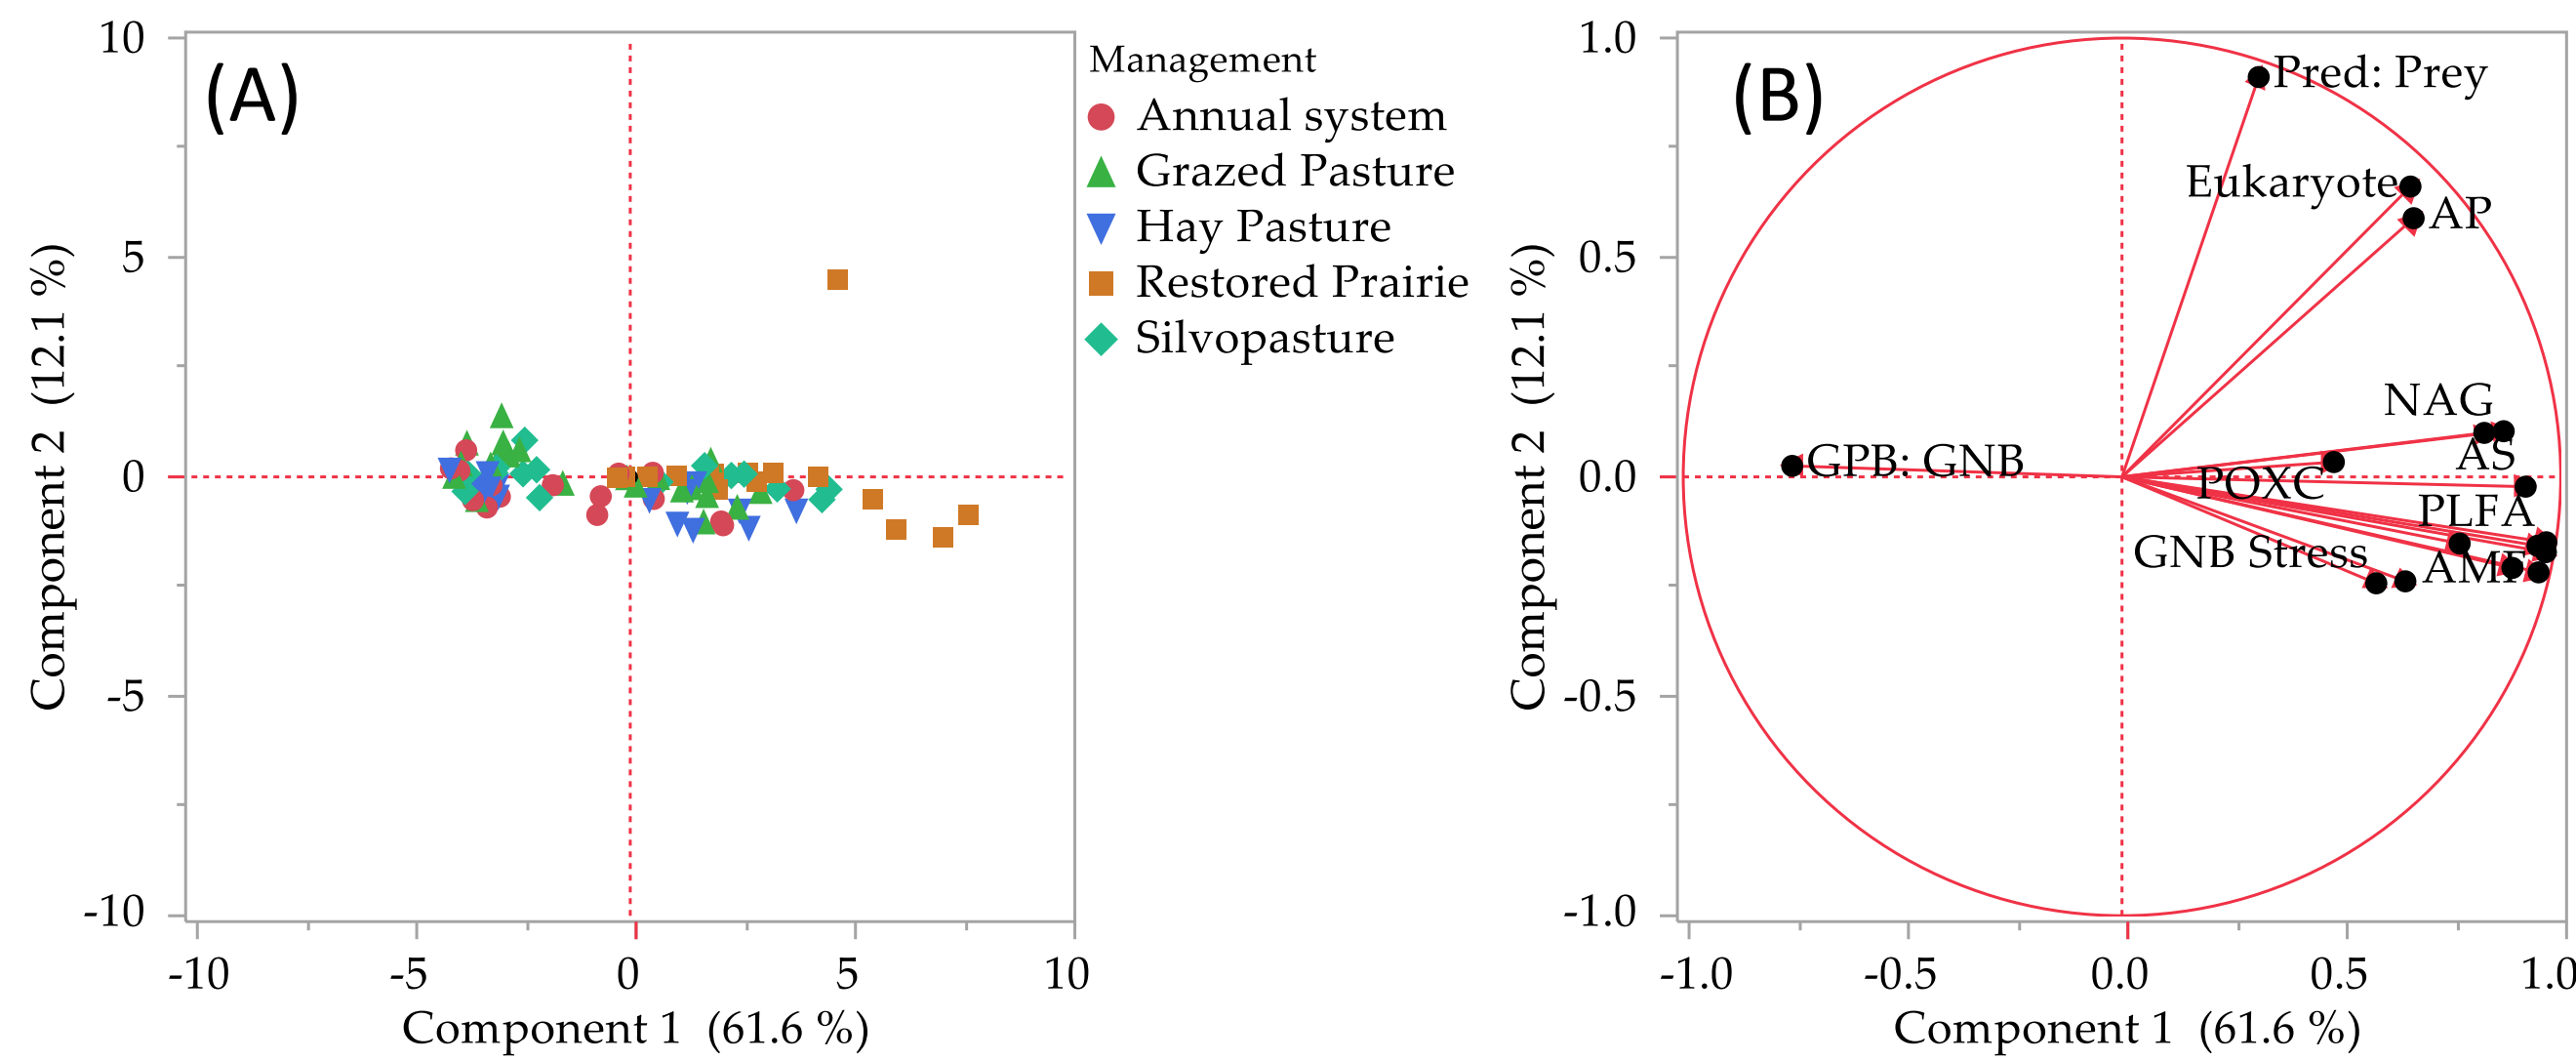 (A)
10
5
0
-5
-10
Component 2 (12.1 %)
-10 -5 0 5 10
Component 1 (61.6 %)
Management
Annual system
Grazed Pasture
Hay Pasture
Restored Prairie
Silvopasture
(B)
1.0
0.5
0.0
-0.5
-1.0
Component 2 (12.1 %)
Pred: Prey
Eukaryote
AP
NAG
AS
GPB: GNB
POXC
PLFA
GNB Stress
AMF
-1.0 -0.5 0.0 0.5 1.0
Component 1 (61.6 %)